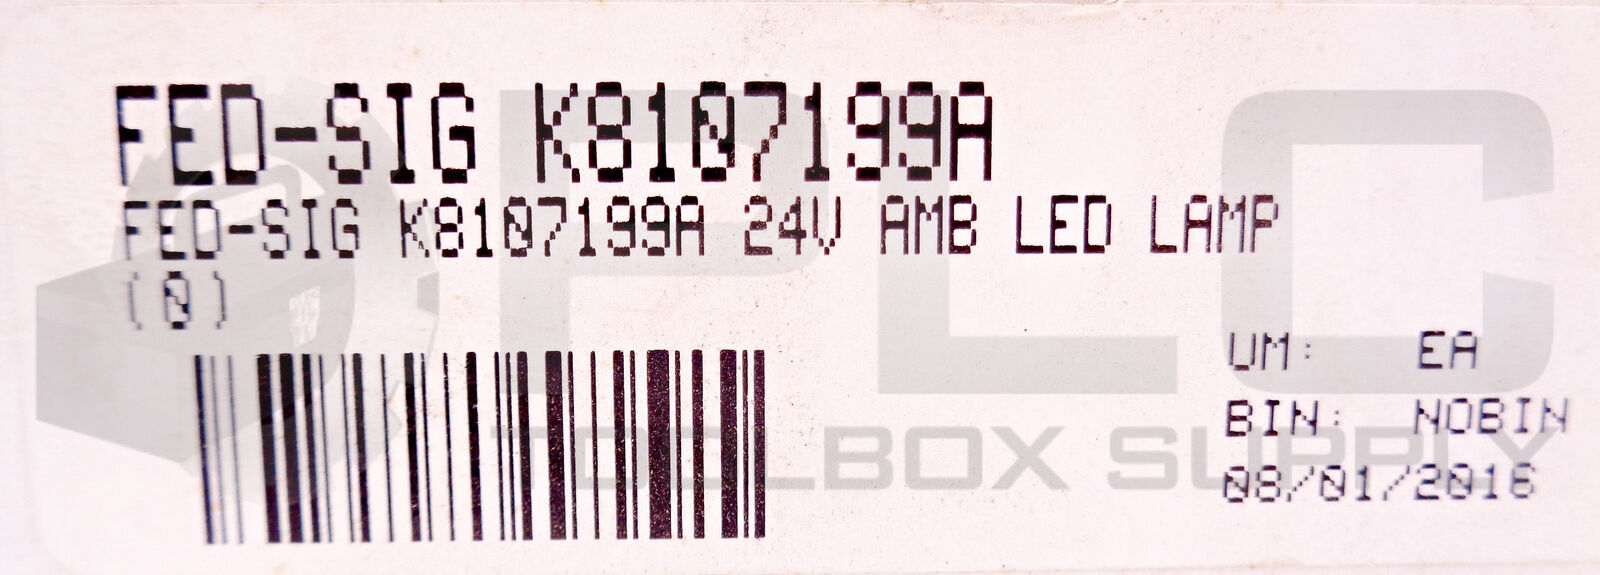 FED-SIG K8107199A
FED-SIG K8107199A 24V AMB LED LAMP
(0)
UM: EA
BIN: NOBIN
08/01/2016
PLC
TOOLBOX SUPPLY